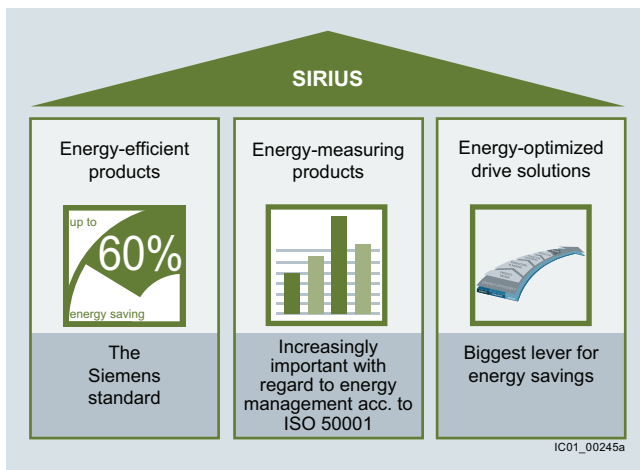 SIRIUS
Energy-efficient
products
up to
60%
energy saving
The
Siemens
standard
Energy-measuring
products
Increasingly
important with
regard to energy
management acc. to
ISO 50001
Energy-optimized
drive solutions
Biggest lever for
energy savings
IC01_00245a